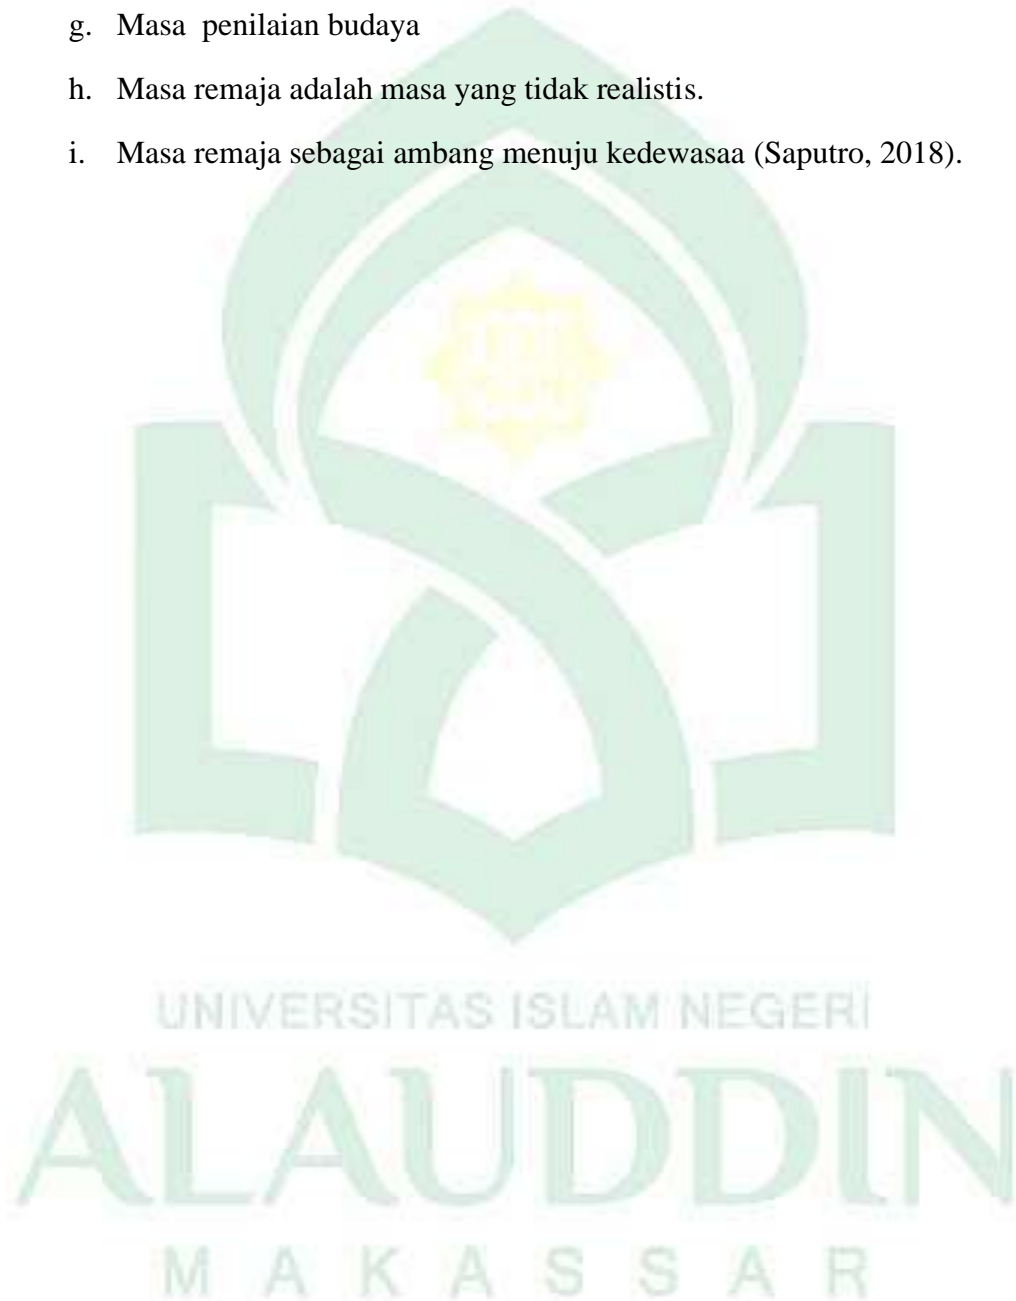 g. Masa penilaian budaya
h. Masa remaja adalah masa yang tidak realistis.
i. Masa remaja sebagai ambang menuju kedewasaa (Saputro, 2018).
UNIVERSITAS ISLAM NEGERI
ALAUDDIN
MAKASSAR